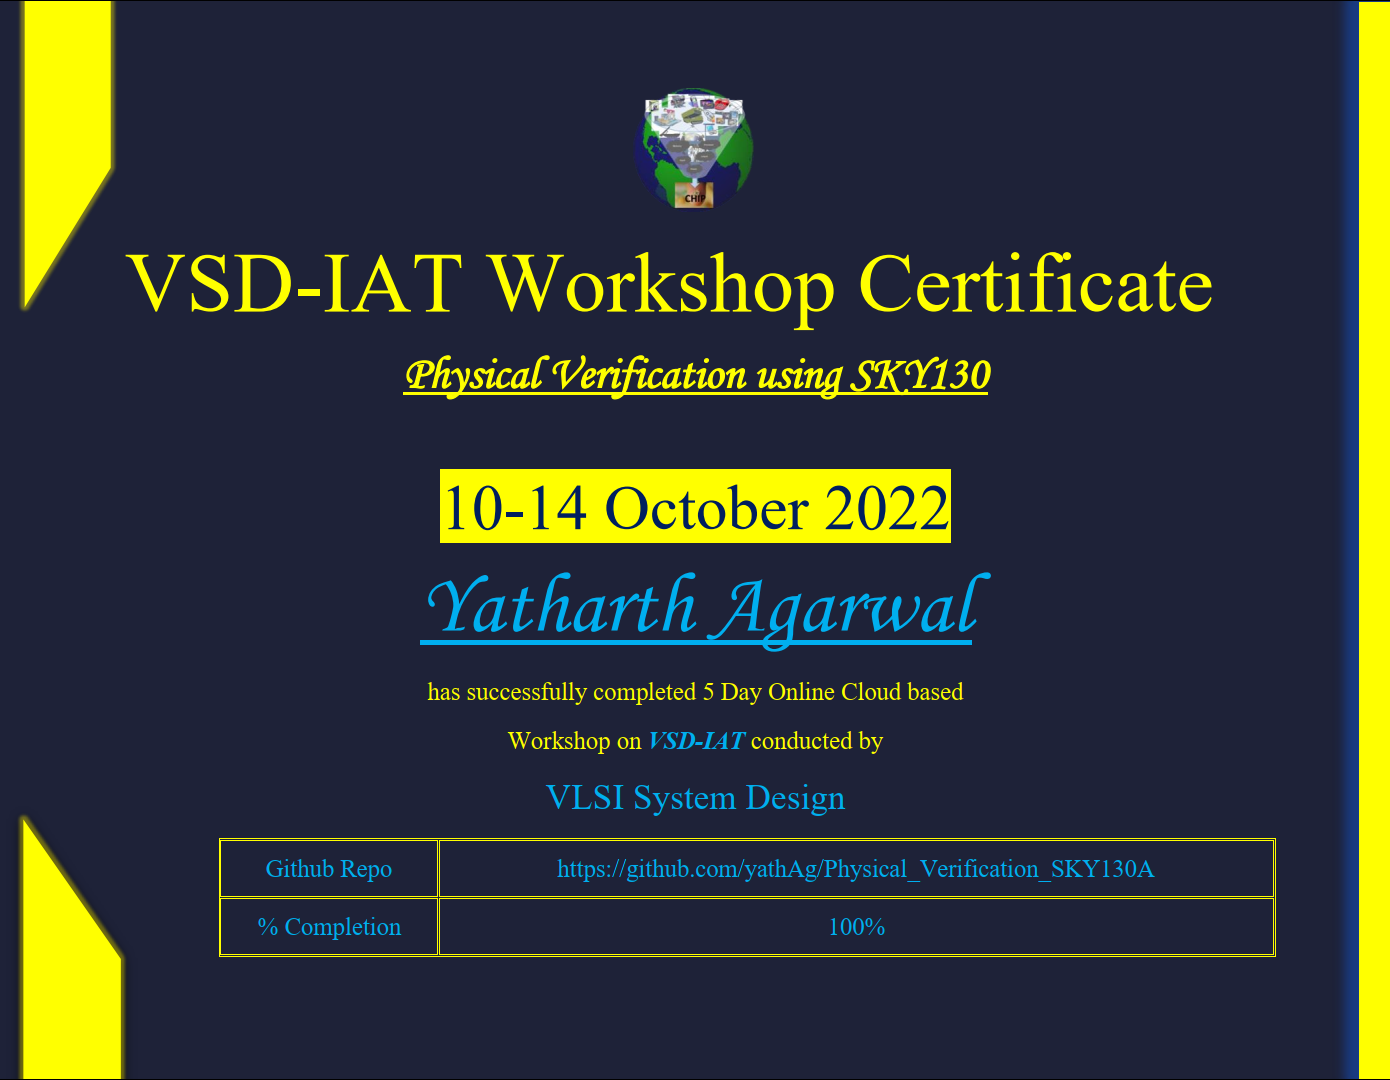 CHIP
VSD-IAT Workshop Certificate
Physical Verification using SKY130
10-14 October 2022
Yatharth Agarwal
has successfully completed 5 Day Online Cloud based
Workshop on VSD-IAT conducted by
VLSI System Design
Github Repo https://github.com/yathAg/Physical_Verification_SKY130A
% Completion 100%